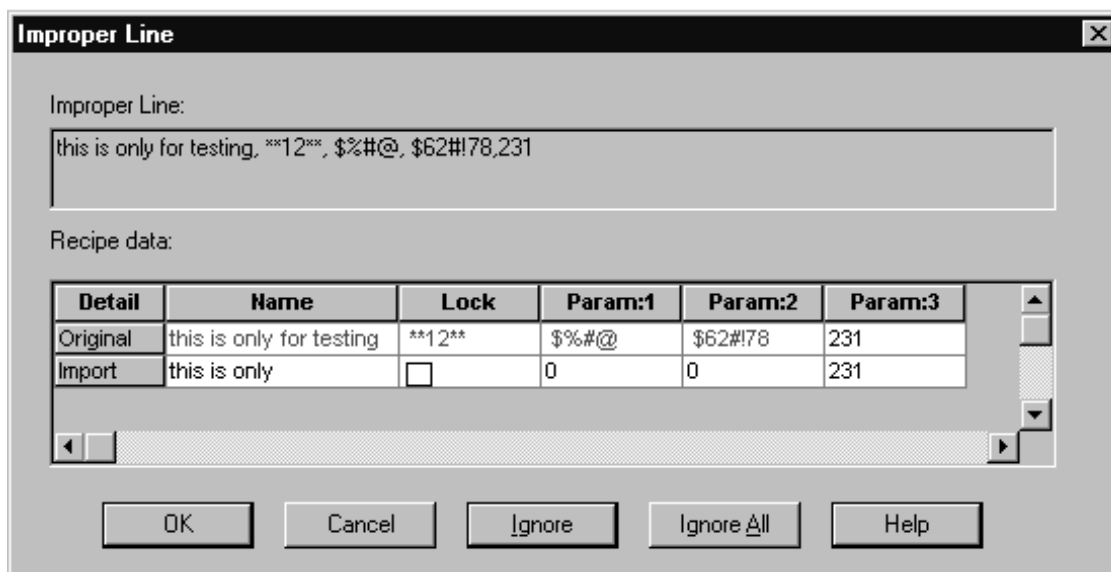 Improper Line
Improper Line:
this is only for testing, **12**, $%#@, $62#!78,231
Recipe data:
Detail Name Lock Param:1 Param:2 Param:3
Original this is only for testing **12** $%#@ $62#!78 231
Import this is only 0 0 231
OK Cancel Ignore Ignore All Help